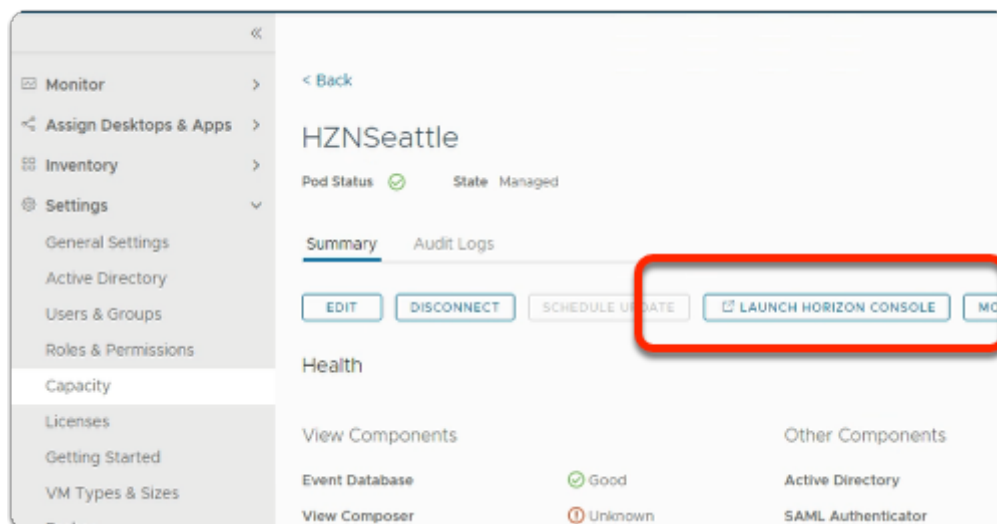 «
Monitor >
Assign Desktops & Apps >
Inventory >
Settings
General Settings
Active Directory
Users & Groups
Roles & Permissions
Capacity
Licenses
Getting Started
VM Types & Sizes
< Back
HZNSeattle
Pod Status State Managed
Summary Audit Logs
EDIT DISCONNECT SCHEDULE UPDATE LAUNCH HORIZON CONSOLE
Health
View Components Other Components
Event Database Good Active Directory
View Composer Unknown SAML Authenticator